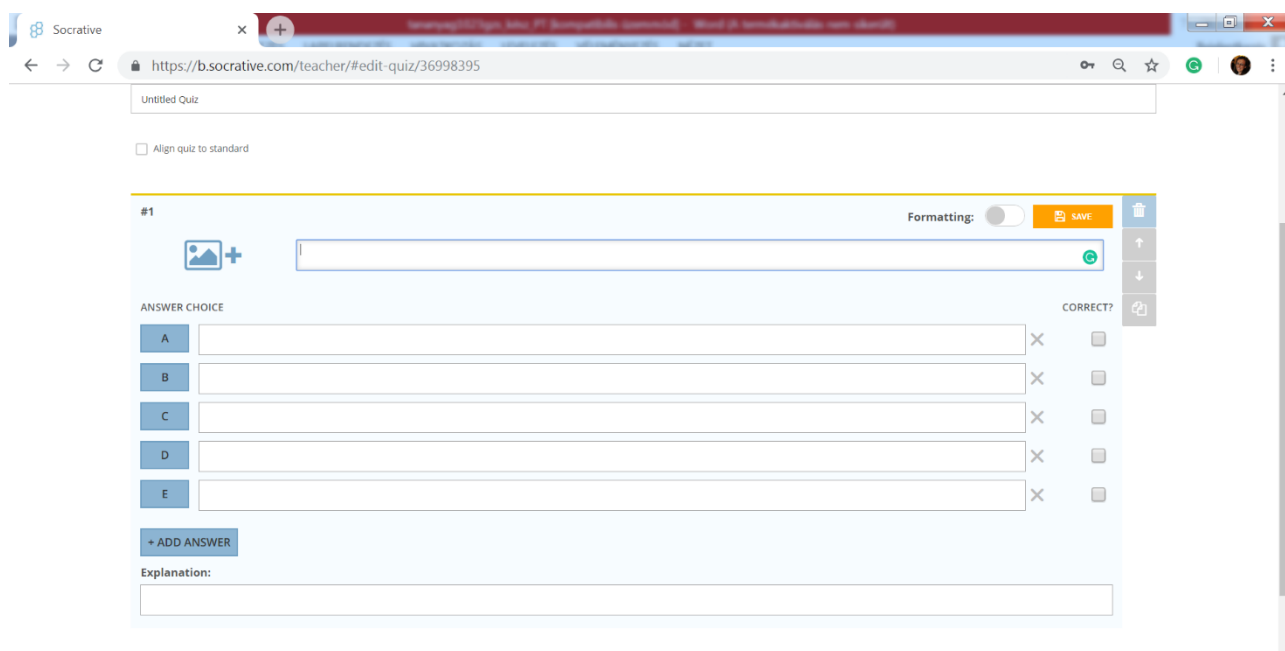 Socrative
https://b.socrative.com/teacher/#edit-quiz/36998395
Untitled Quiz
Align quiz to standard
#1
Formatting:
SAVE
ANSWER CHOICE
CORRECT?
A
B
C
D
E
+ ADD ANSWER
Explanation: